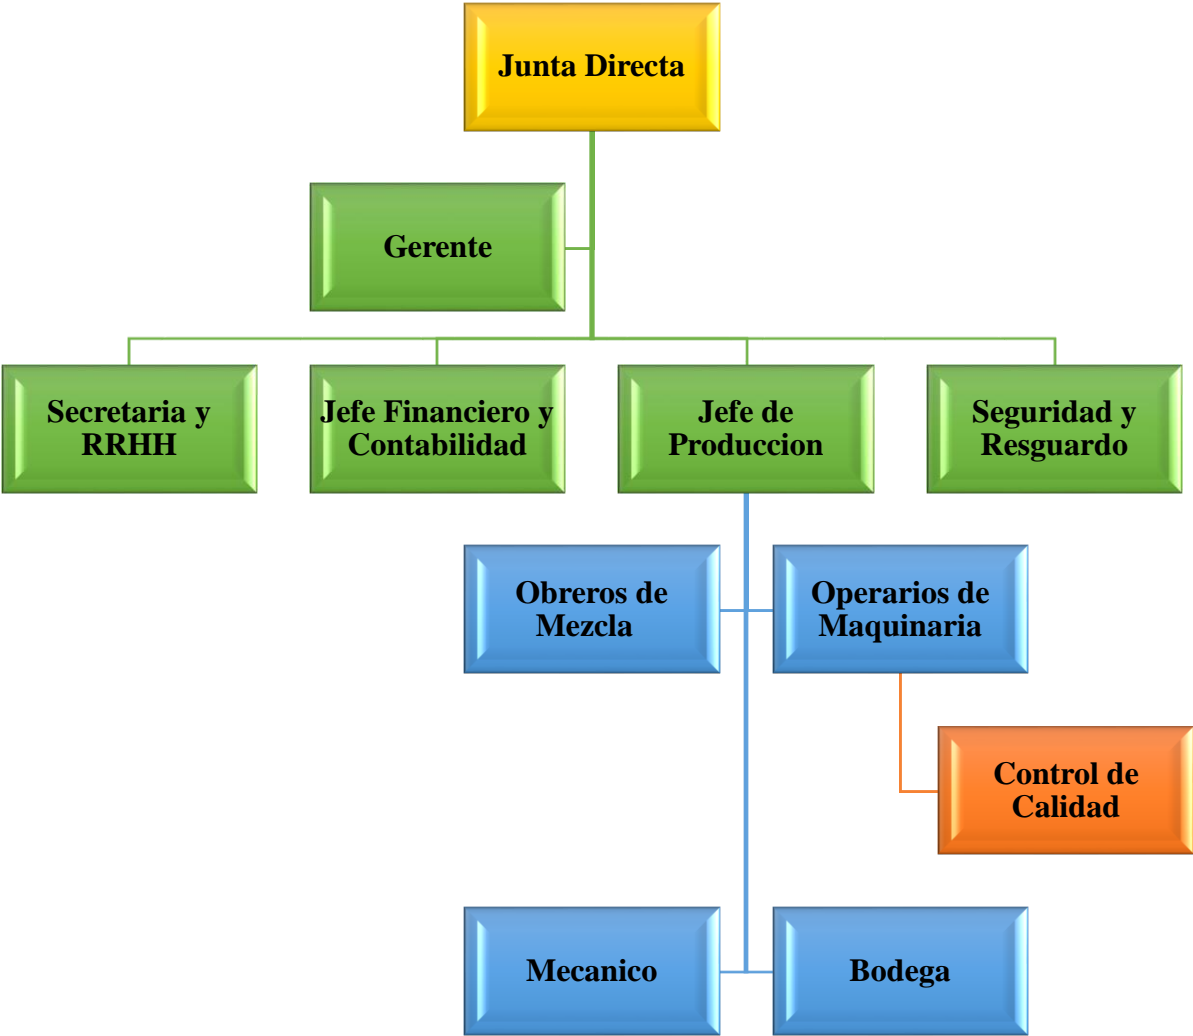 Junta Directa
Gerente
Secretaria y
RRHH
Jefe Financiero y
Contabilidad
Jefe de
Produccion
Seguridad y
Resguardo
Obreros de
Mezcla
Operarios de
Maquinaria
Control de
Calidad
Mecanico
Bodega